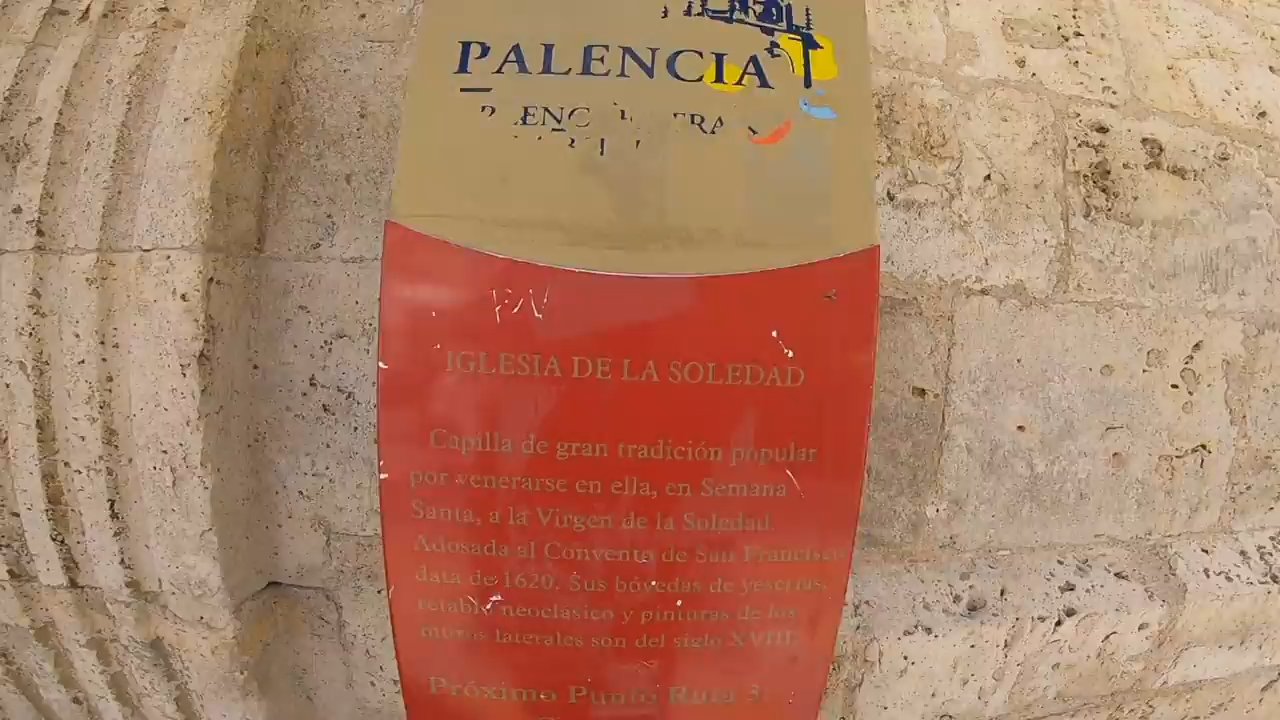 PALENCIA
IGLESIA DE LA SOLEDAD
Capilla de gran tradición popular
por venerarse en ella, en Semana
Santa, a la Virgen de la Soledad.
Adosada al Convento de San Francisco
data de 1620. Sus bóvedas de yeserías,
retablo neoclásico y pinturas de los
muros laterales son del siglo XVIII.
Próximo Punto Ruta 3